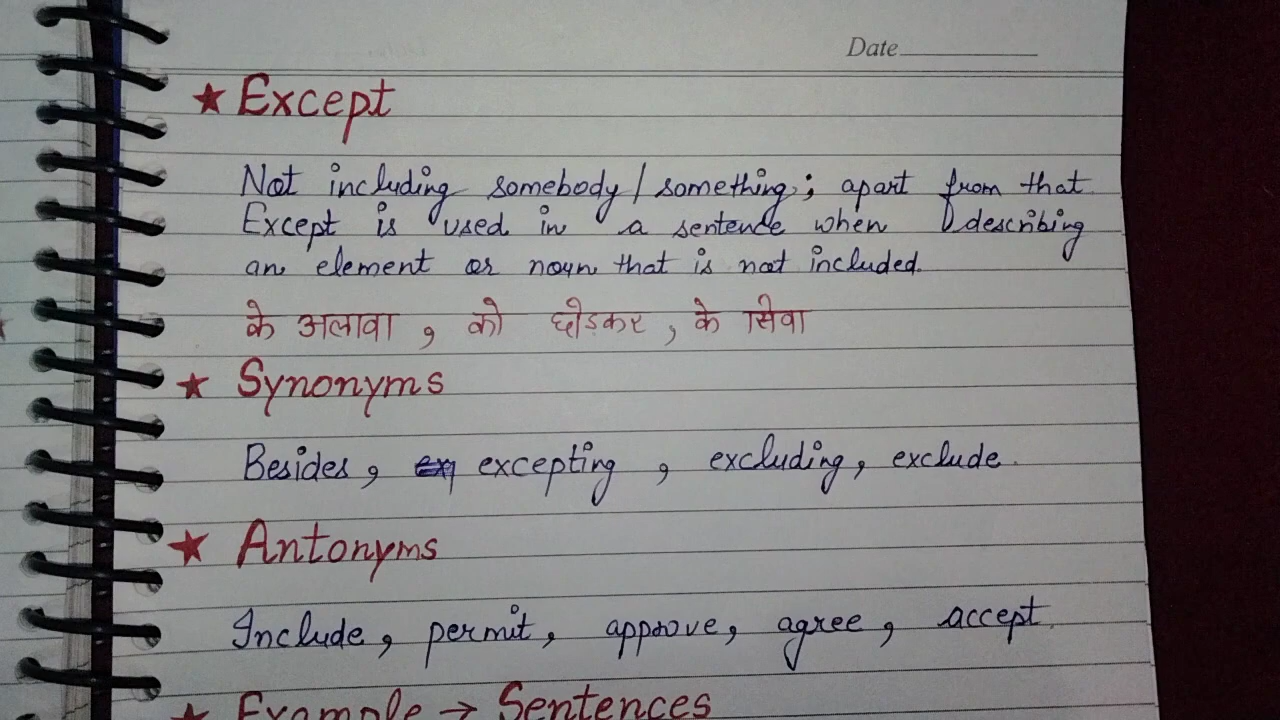 Date
★ Except
Not including somebody / something; apart from that
Except is used in a sentence when describing
an element or noun that is not included.
के अलावा, को छोड़कर, के सिवा
★ Synonyms
Besides, excepting, excluding, exclude.
★ Antonyms
Include, permit, approve, agree, accept.
★ Example → Sentences